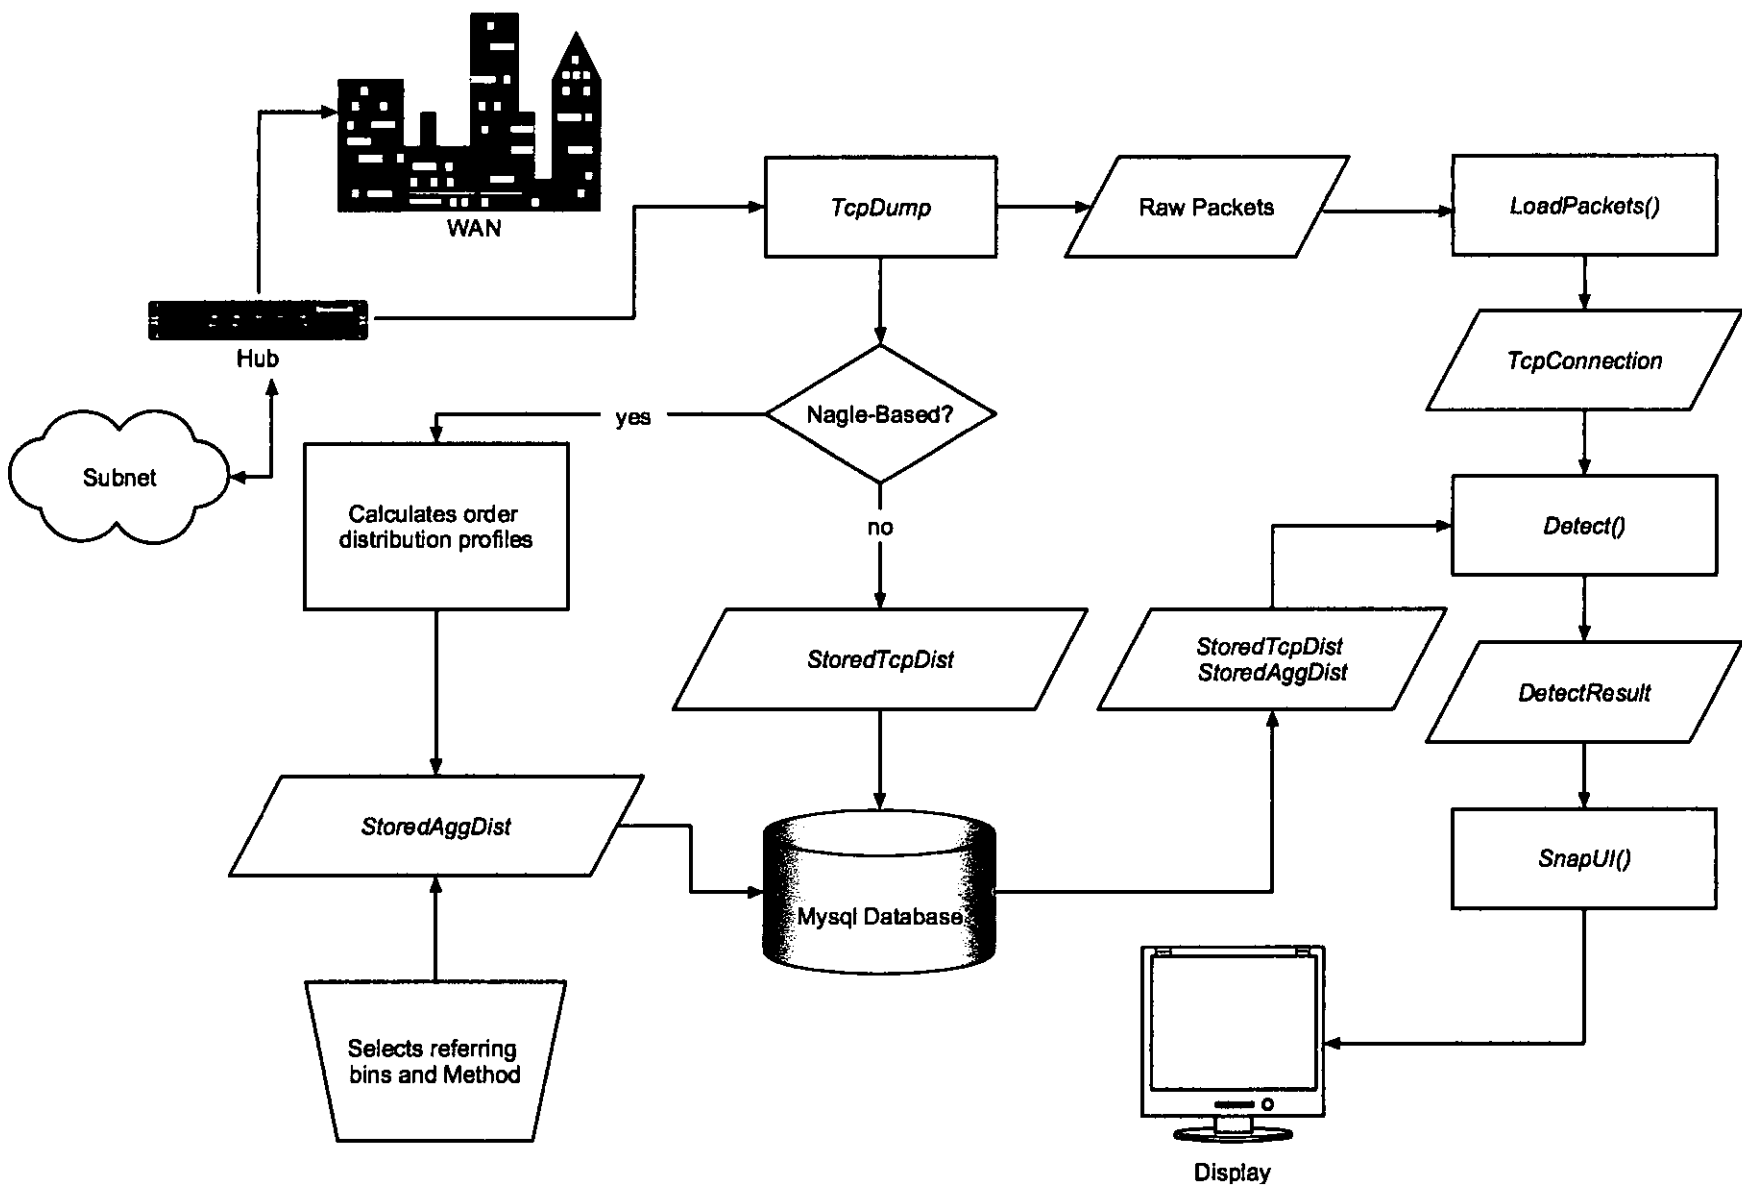 WAN
TcpDump
Raw Packets
LoadPackets()
Hub
TcpConnection
yes
Nagle-Based?
Subnet
Calculates order
distribution profiles
no
Detect()
StoredTcpDist
StoredTcpDist
StoredAggDist
DetectResult
StoredAggDist
SnapUI()
Mysql Database
Selects referring
bins and Method
Display